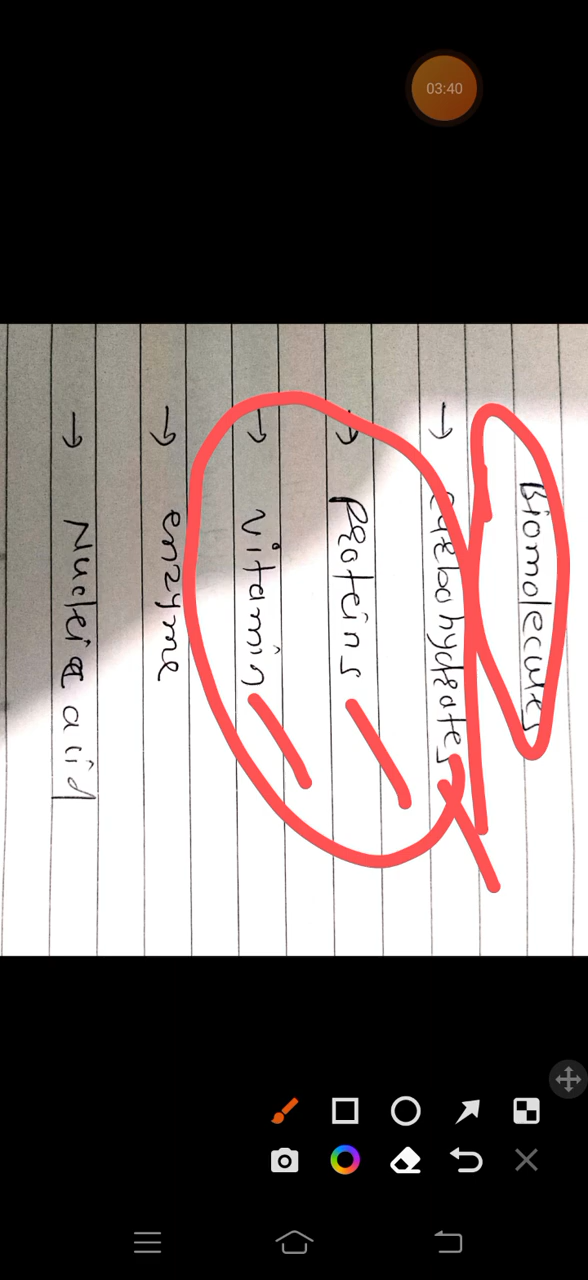 03:40
Biomolecules
→ Carbohydrates
→ Proteins
→ Vitamin
→ enzyme
→ Nucleic acid